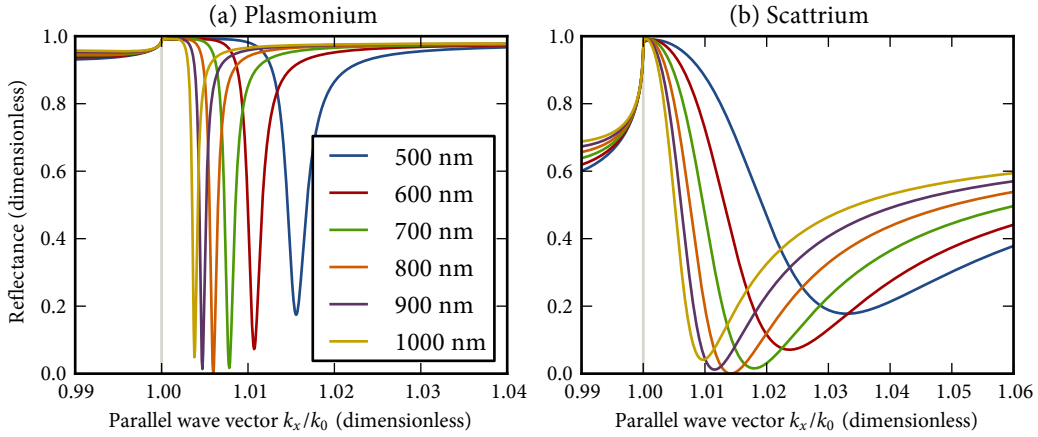 (a) Plasmonium
(b) Scattrium
Reflectance (dimensionless)
1.0
0.8
0.6
0.4
0.2
0.0
500 nm
600 nm
700 nm
800 nm
900 nm
1000 nm
0.99 1.00 1.01 1.02 1.03 1.04
Parallel wave vector kₓ/k₀ (dimensionless)
1.0
0.8
0.6
0.4
0.2
0.0
0.99 1.00 1.01 1.02 1.03 1.04 1.05 1.06
Parallel wave vector kₓ/k₀ (dimensionless)